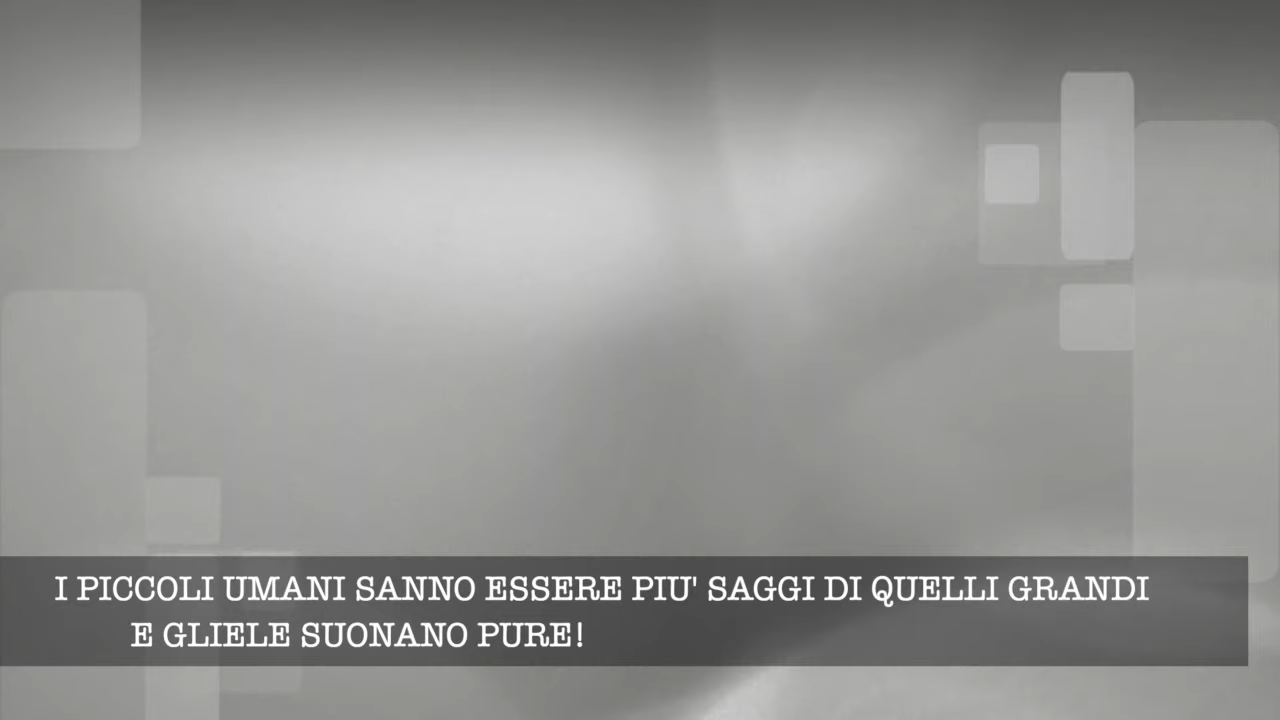 I PICCOLI UMANI SANNO ESSERE PIU' SAGGI DI QUELLI GRANDI
E GLIELE SUONANO PURE!